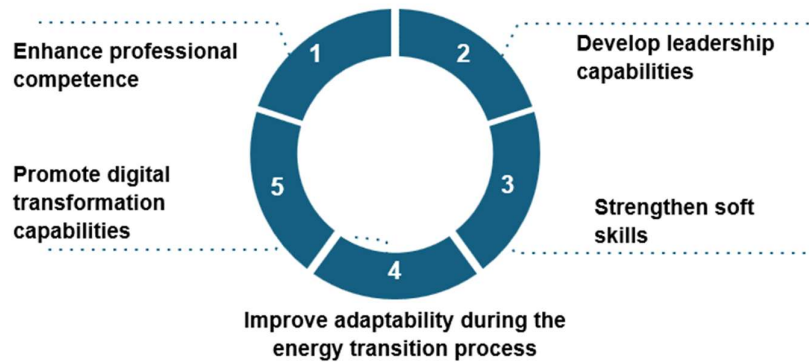 1
Enhance professional
competence
2
Develop leadership
capabilities
3
Strengthen soft
skills
4
Improve adaptability during the
energy transition process
5
Promote digital
transformation
capabilities